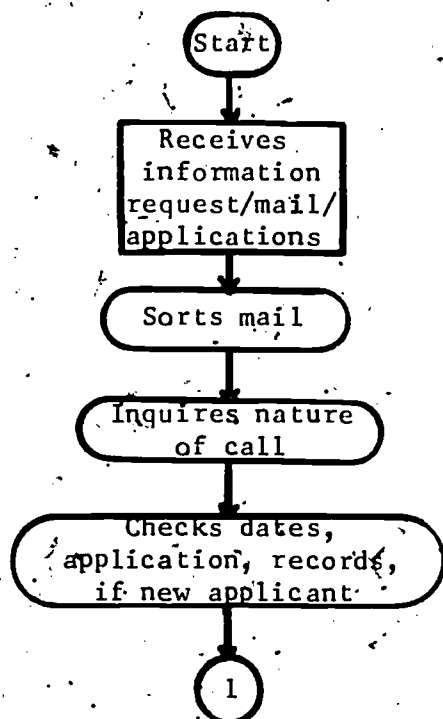 Start
Receives
information
request/mail/
applications
Sorts mail
Inquires nature
of call
Checks dates,
application, records,
if new applicant
1